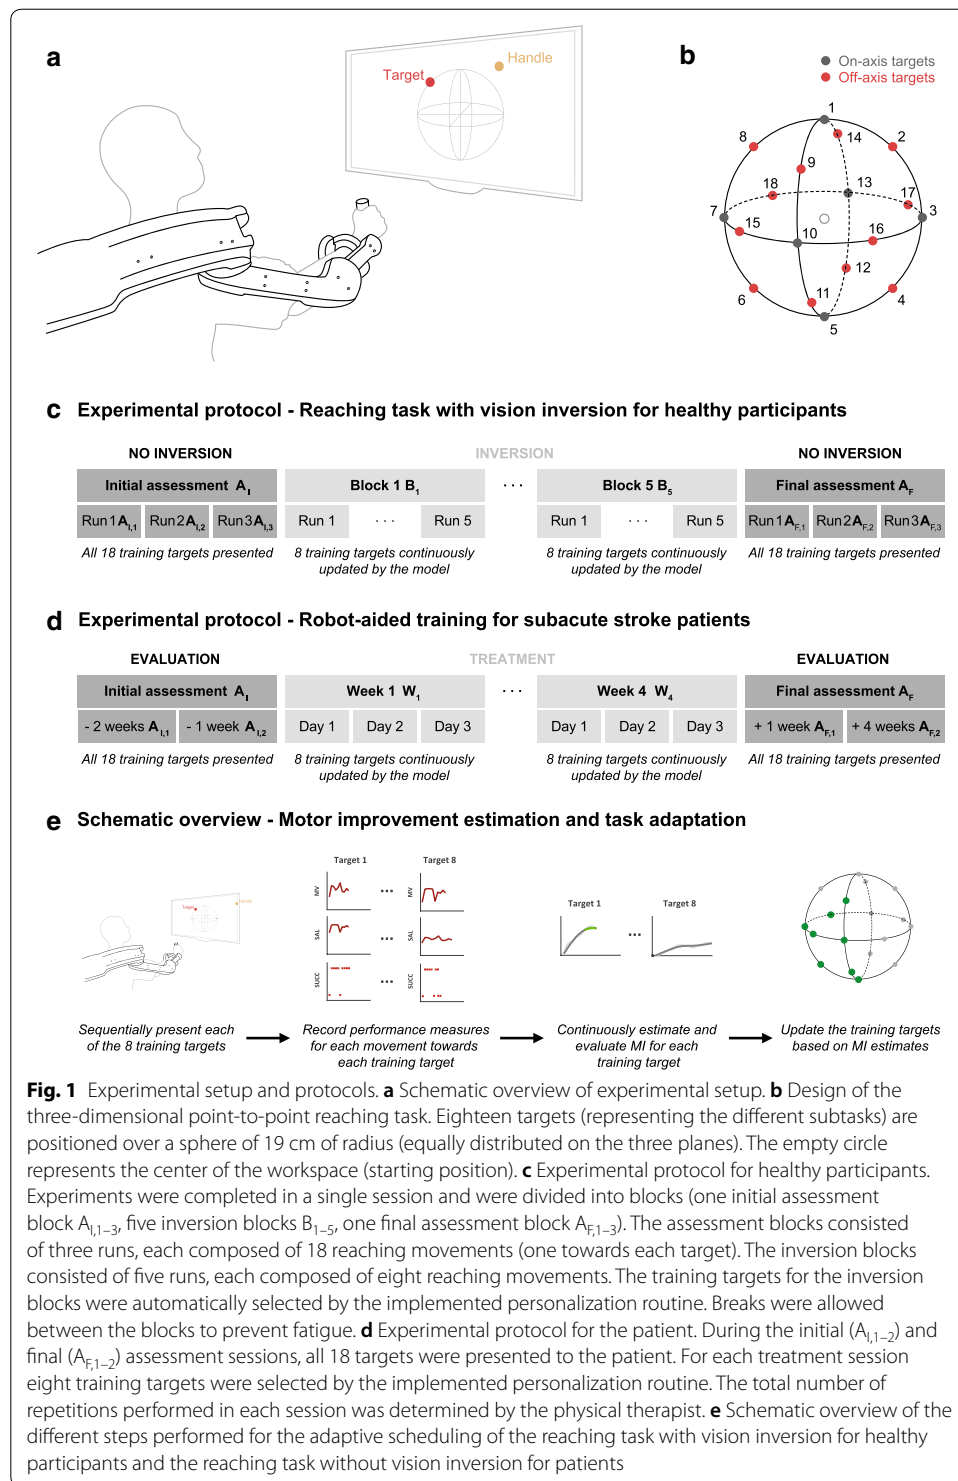 a
Target
Handle
b
On-axis targets
Off-axis targets
1
8
14
2
9
18
13
17
7
3
15
10
16
12
6
11
4
5
c Experimental protocol - Reaching task with vision inversion for healthy participants
NO INVERSION INVERSION NO INVERSION
Initial assessment A_I Block 1 B_1 . . . Block 5 B_5 Final assessment A_F
Run 1 A_I,1 Run 2 A_I,2 Run 3 A_I,3 Run 1 . . . Run 5 Run 1 . . . Run 5 Run 1 A_F,1 Run 2 A_F,2 Run 3 A_F,3
All 18 training targets presented 8 training targets continuously 8 training targets continuously All 18 training targets presented
updated by the model updated by the model
d Experimental protocol - Robot-aided training for subacute stroke patients
EVALUATION TREATMENT EVALUATION
Initial assessment A_I Week 1 W_1 . . . Week 4 W_4 Final assessment A_F
- 2 weeks A_I,1 - 1 week A_I,2 Day 1 Day 2 Day 3 Day 1 Day 2 Day 3 + 1 week A_F,1 + 4 weeks A_F,2
All 18 training targets presented 8 training targets continuously 8 training targets continuously All 18 training targets presented
updated by the model updated by the model
e Schematic overview - Motor improvement estimation and task adaptation
Target 1 Target 8
MV ... MV
SAL ... SAL
SUCC ... SUCC
Target Handle
Target 1 ... Target 8
Sequentially present each Record performance measures Continuously estimate and Update the training targets
of the 8 training targets for each movement towards evaluate MI for each based on MI estimates
each training target training target
Fig. 1 Experimental setup and protocols. a Schematic overview of experimental setup. b Design of the
three-dimensional point-to-point reaching task. Eighteen targets (representing the different subtasks) are
positioned over a sphere of 19 cm of radius (equally distributed on the three planes). The empty circle
represents the center of the workspace (starting position). c Experimental protocol for healthy participants.
Experiments were completed in a single session and were divided into blocks (one initial assessment
block A_I,1–3, five inversion blocks B_1–5, one final assessment block A_F,1–3). The assessment blocks consisted
of three runs, each composed of 18 reaching movements (one towards each target). The inversion blocks
consisted of five runs, each composed of eight reaching movements. The training targets for the inversion
blocks were automatically selected by the implemented personalization routine. Breaks were allowed
between the blocks to prevent fatigue. d Experimental protocol for the patient. During the initial (A_I,1–2) and
final (A_F,1–2) assessment sessions, all 18 targets were presented to the patient. For each treatment session
eight training targets were selected by the implemented personalization routine. The total number of
repetitions performed in each session was determined by the physical therapist. e Schematic overview of the
different steps performed for the adaptive scheduling of the reaching task with vision inversion for healthy
participants and the reaching task without vision inversion for patients